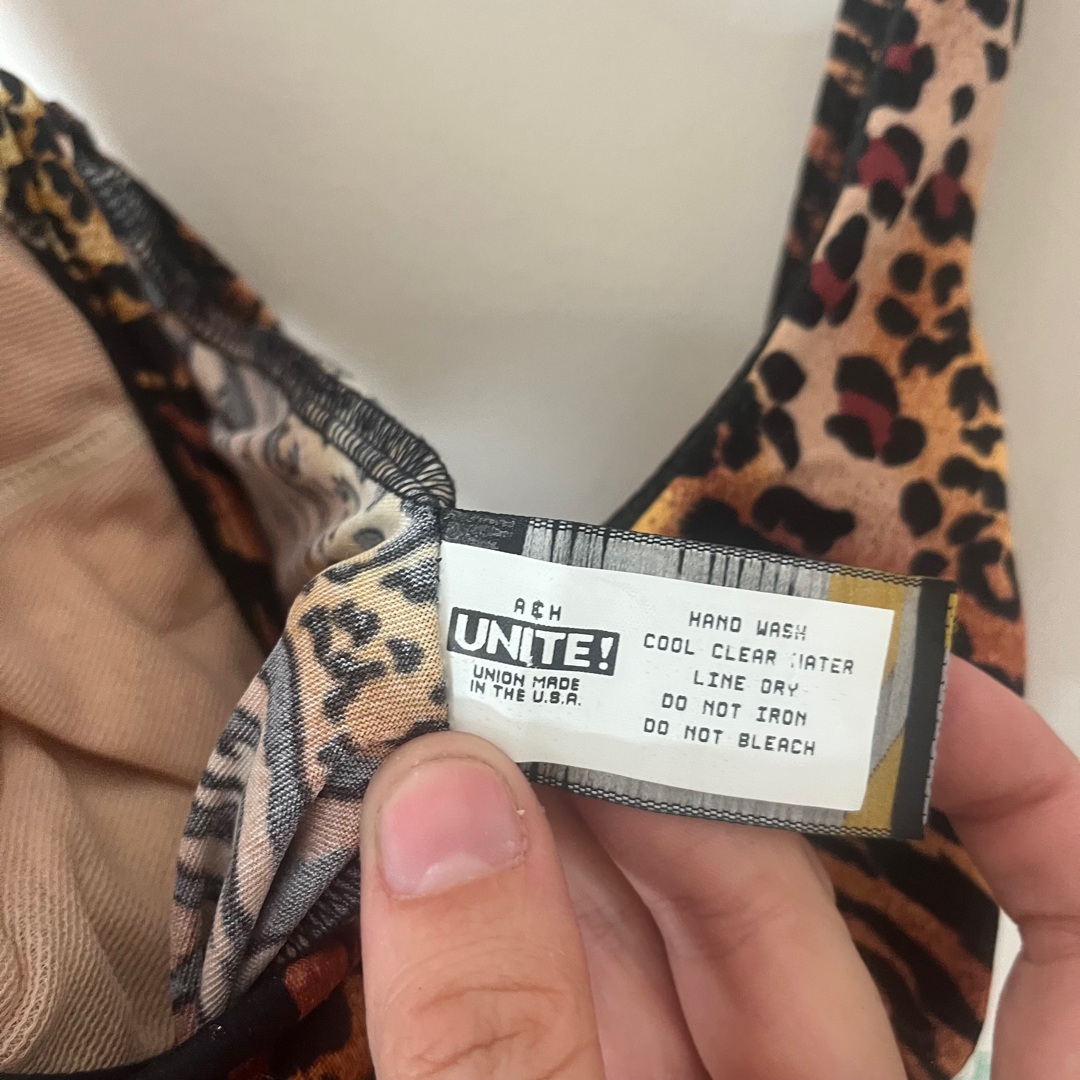 A¢H
UNITE!
UNION MADE
IN THE U.S.A.
HAND WASH
COOL CLEAR WATER
LINE DRY
DO NOT IRON
DO NOT BLEACH